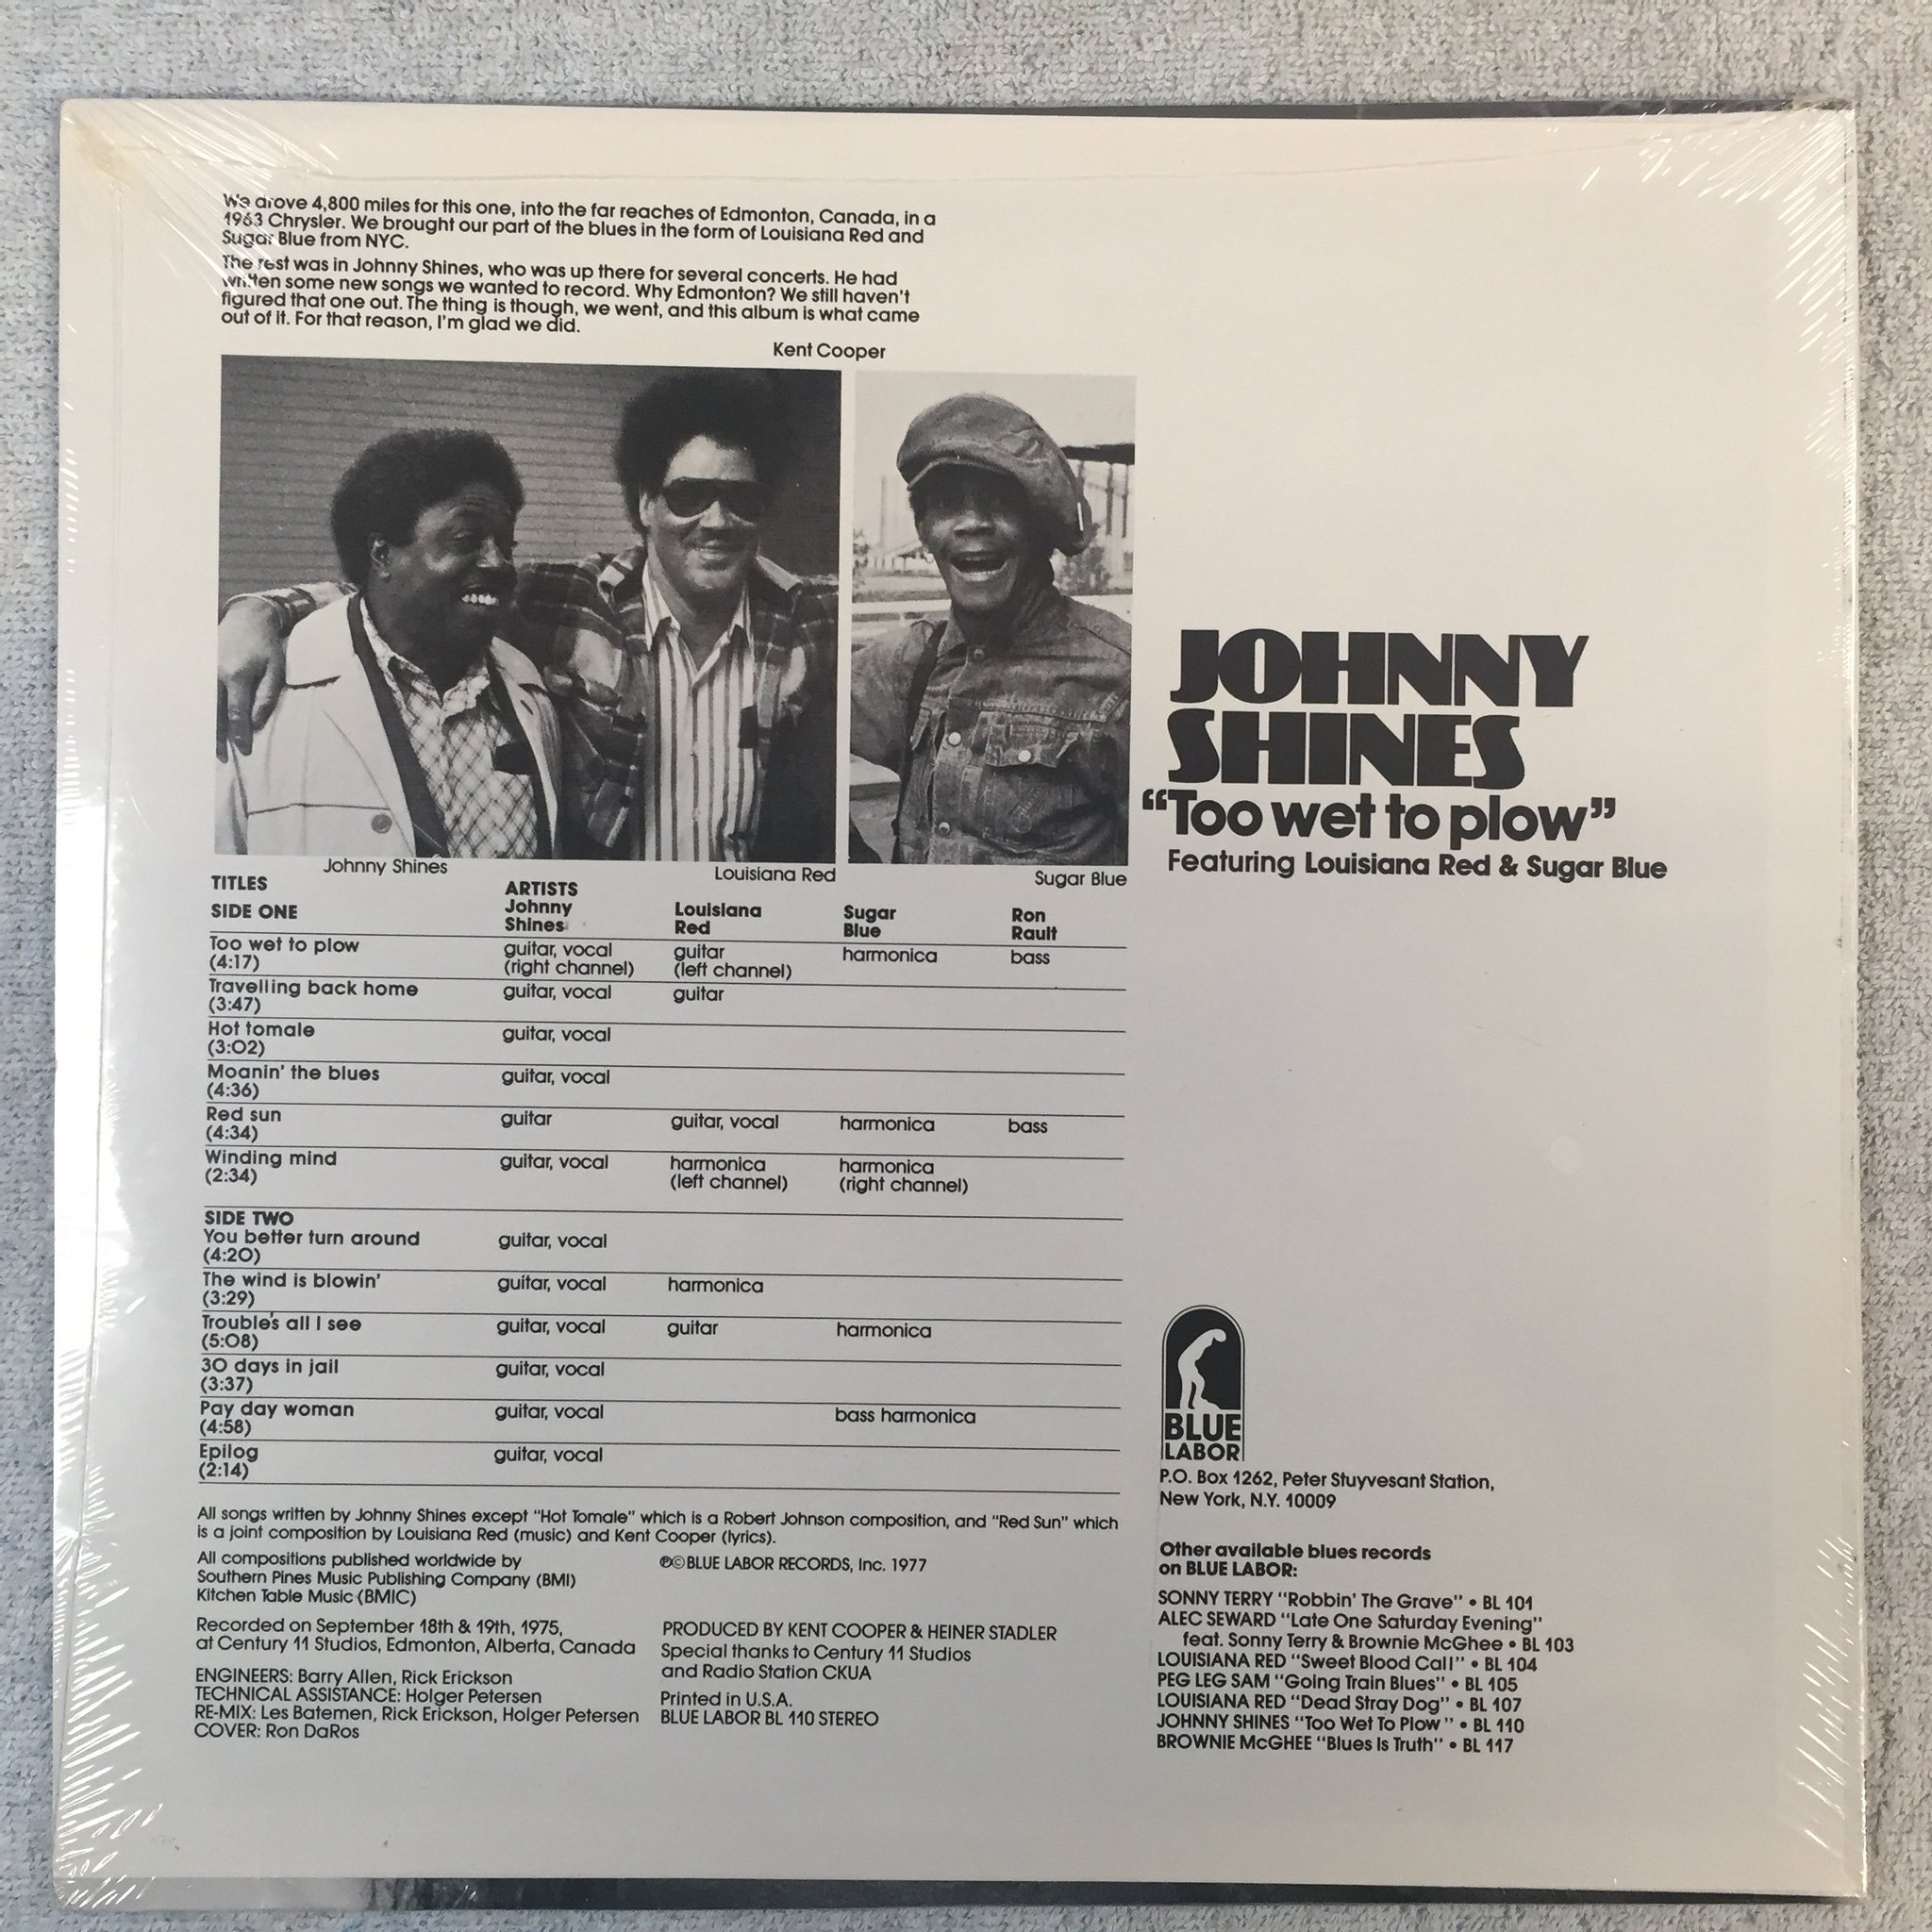 We drove 4,800 miles for this one, into the far reaches of Edmonton, Canada, in a
1963 Chrysler. We brought our part of the blues in the form of Louisiana Red and
Sugar Blue from NYC.
The rest was in Johnny Shines, who was up there for several concerts. He had
written some new songs we wanted to record. Why Edmonton? We still haven't
figured that one out. The thing is though, we went, and this album is what came
out of it. For that reason, I'm glad we did.
Kent Cooper
Johnny Shines
Louisiana Red
Sugar Blue
JOHNNY
SHINES
“Too wet to plow”
Featuring Louisiana Red & Sugar Blue
TITLES ARTISTS
SIDE ONE Johnny Shines Louisiana Red Sugar Blue Ron Rault
Too wet to plow guitar, vocal guitar harmonica bass
(4:17) (right channel) (left channel)
Travelling back home guitar, vocal guitar
(3:47)
Hot tomale guitar, vocal
(3:02)
Moanin' the blues guitar, vocal
(4:36)
Red sun guitar guitar, vocal harmonica bass
(4:34)
Winding mind guitar, vocal harmonica harmonica
(2:34) (left channel) (right channel)
SIDE TWO
You better turn around guitar, vocal
(4:20)
The wind is blowin' guitar, vocal harmonica
(3:29)
Trouble's all I see guitar, vocal guitar harmonica
(5:08)
30 days in jail guitar, vocal
(3:37)
Pay day woman guitar, vocal bass harmonica
(4:58)
Epilog guitar, vocal
(2:14)
All songs written by Johnny Shines except "Hot Tomale" which is a Robert Johnson composition, and "Red Sun" which
is a joint composition by Louisiana Red (music) and Kent Cooper (lyrics).
All compositions published worldwide by
Southern Pines Music Publishing Company (BMI)
Kitchen Table Music (BMIC)
℗©BLUE LABOR RECORDS, Inc. 1977
Recorded on September 18th & 19th, 1975,
at Century 11 Studios, Edmonton, Alberta, Canada
ENGINEERS: Barry Allen, Rick Erickson
TECHNICAL ASSISTANCE: Holger Petersen
RE-MIX: Les Batemen, Rick Erickson, Holger Petersen
COVER: Ron DaRos
PRODUCED BY KENT COOPER & HEINER STADLER
Special thanks to Century 11 Studios
and Radio Station CKUA
Printed in U.S.A.
BLUE LABOR BL 110 STEREO
BLUE
LABOR
P.O. Box 1262, Peter Stuyvesant Station,
New York, N.Y. 10009
Other available blues records
on BLUE LABOR:
SONNY TERRY "Robbin' The Grave" • BL 101
ALEC SEWARD "Late One Saturday Evening"
feat. Sonny Terry & Brownie McGhee • BL 103
LOUISIANA RED "Sweet Blood Call" • BL 104
PEG LEG SAM "Going Train Blues" • BL 105
LOUISIANA RED "Dead Stray Dog" • BL 107
JOHNNY SHINES "Too Wet To Plow" • BL 110
BROWNIE McGHEE "Blues Is Truth" • BL 117